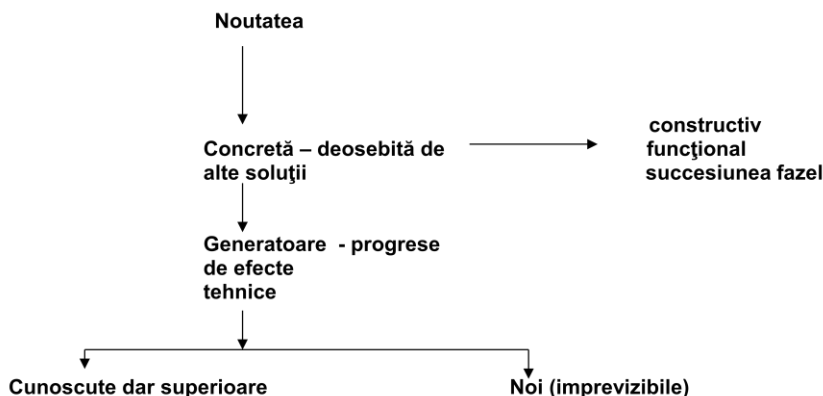 Noutatea
Concretă – deosebită de
alte soluţii
constructiv
funcţional
succesiunea fazel
Generatoare - progrese
de efecte
tehnice
Cunoscute dar superioare
Noi (imprevizibile)